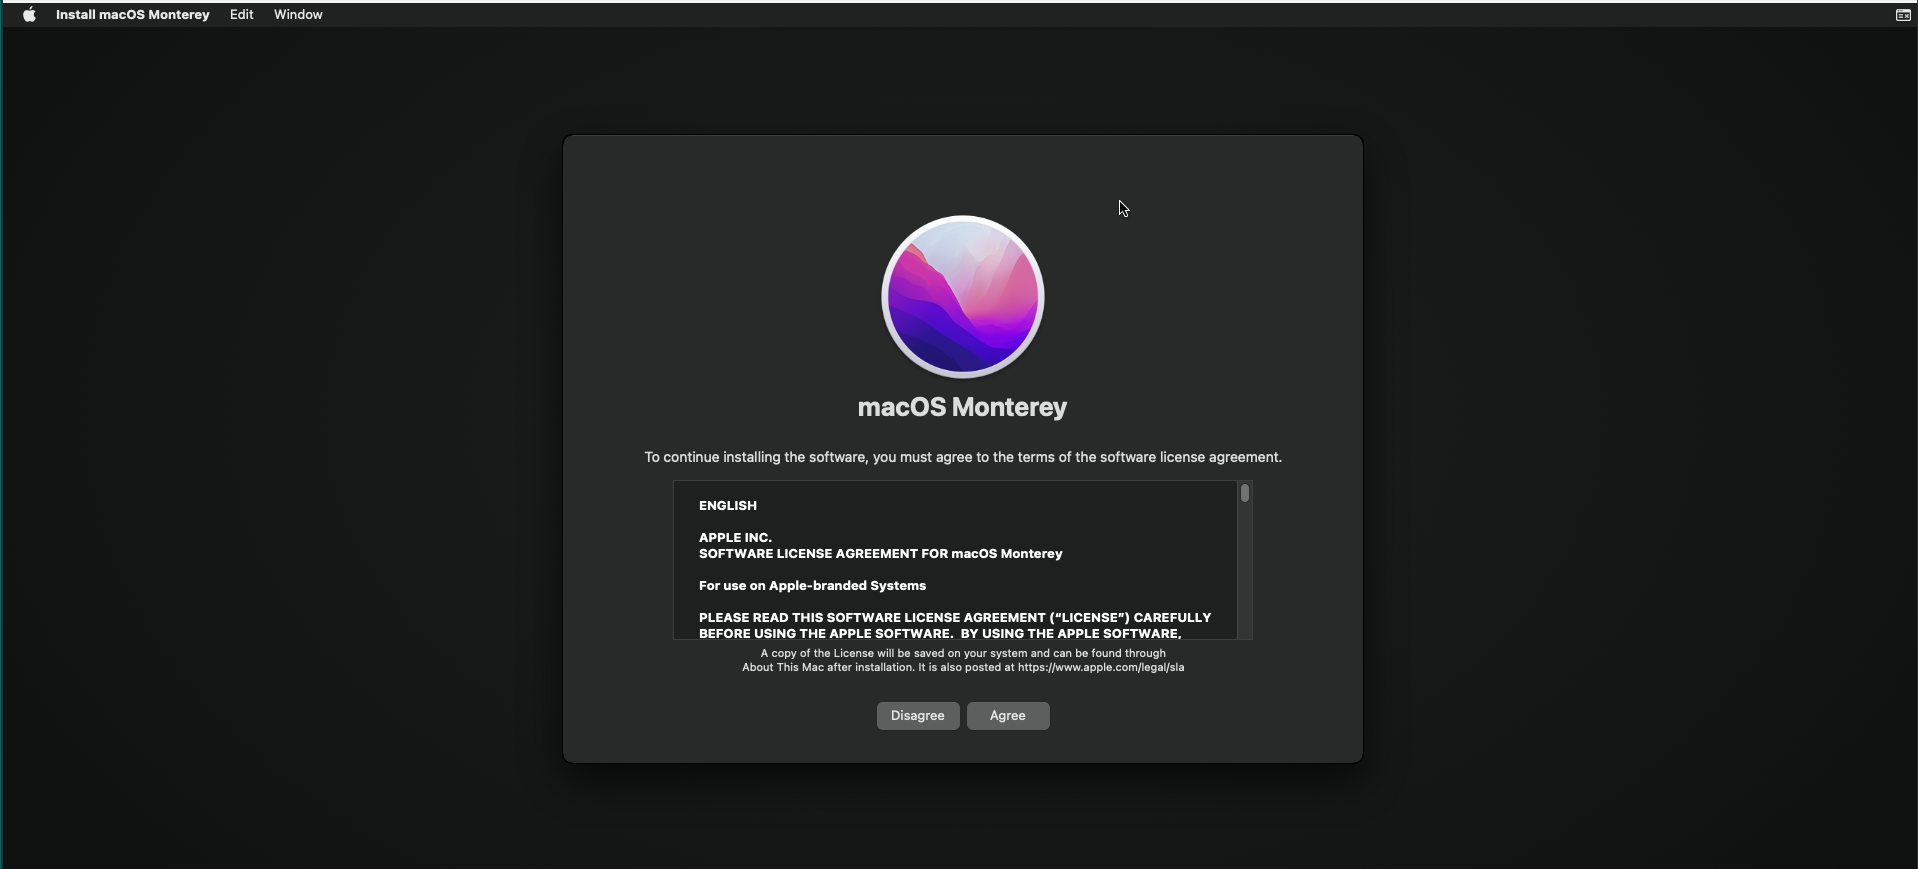 Install macOS Monterey Edit Window
macOS Monterey
To continue installing the software, you must agree to the terms of the software license agreement.
ENGLISH
APPLE INC.
SOFTWARE LICENSE AGREEMENT FOR macOS Monterey
For use on Apple-branded Systems
PLEASE READ THIS SOFTWARE LICENSE AGREEMENT (“LICENSE”) CAREFULLY
BEFORE USING THE APPLE SOFTWARE.  BY USING THE APPLE SOFTWARE,
A copy of the License will be saved on your system and can be found through
About This Mac after installation. It is also posted at https://www.apple.com/legal/sla
Disagree Agree